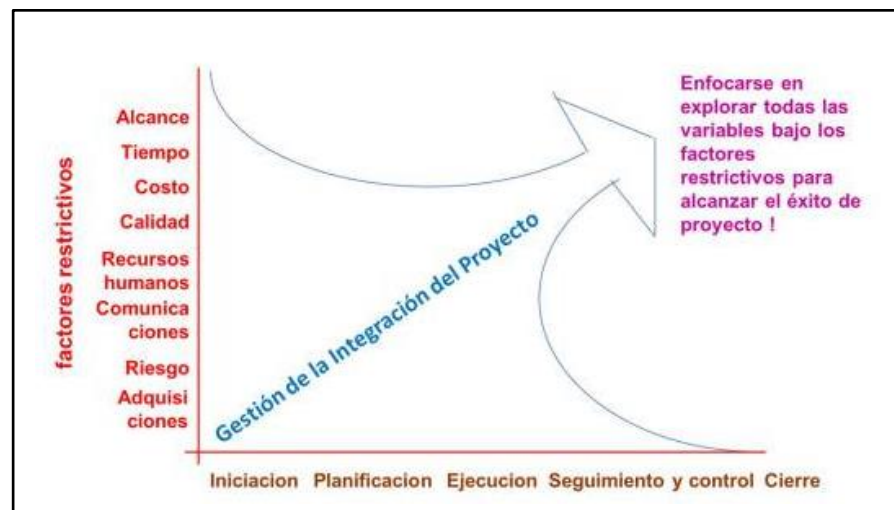 factores restrictivos
Alcance
Tiempo
Costo
Calidad
Recursos
humanos
Comunica
ciones
Riesgo
Adquisi
ciones
Gestión de la Integración del Proyecto
Enfocarse en
explorar todas las
variables bajo los
factores
restrictivos para
alcanzar el éxito de
proyecto !
Iniciacion Planificacion Ejecucion Seguimiento y control Cierre